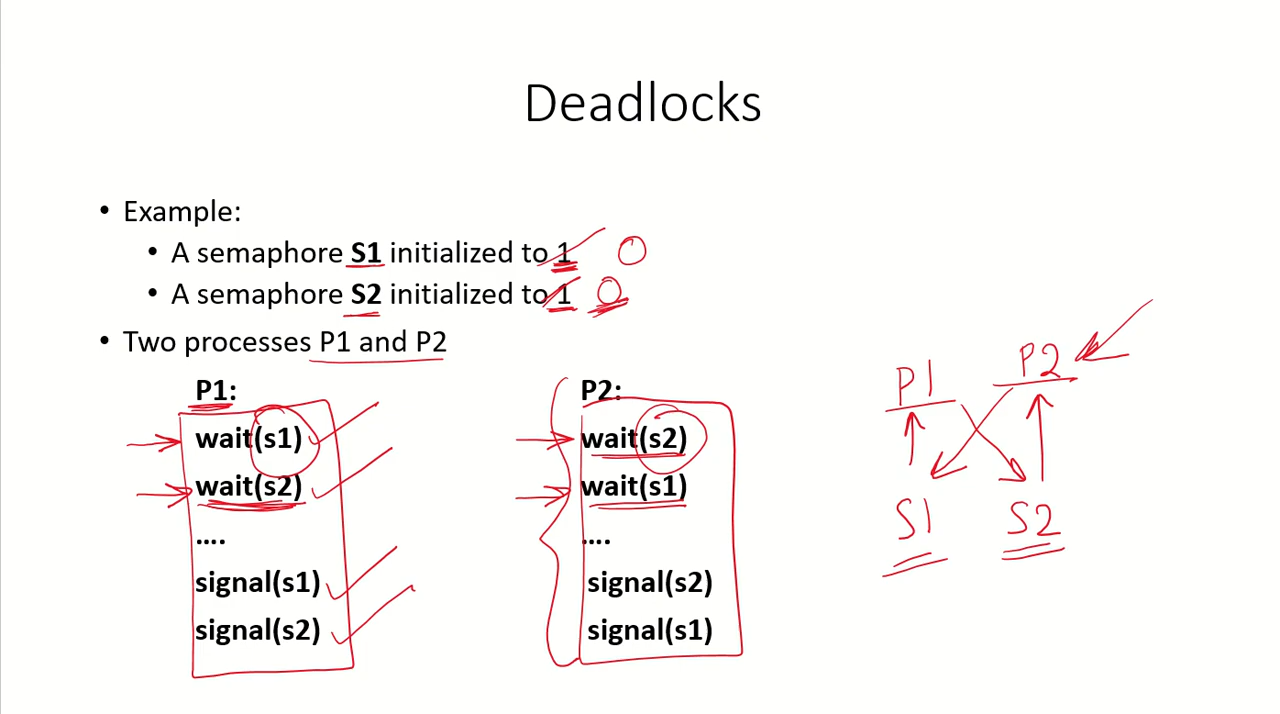 Deadlocks
• Example:
• A semaphore S1 initialized to 1 0
• A semaphore S2 initialized to 1 0
• Two processes P1 and P2
P1:
wait(s1)
wait(s2)
....
signal(s1)
signal(s2)
P2:
wait(s2)
wait(s1)
....
signal(s2)
signal(s1)
P1 P2
S1 S2